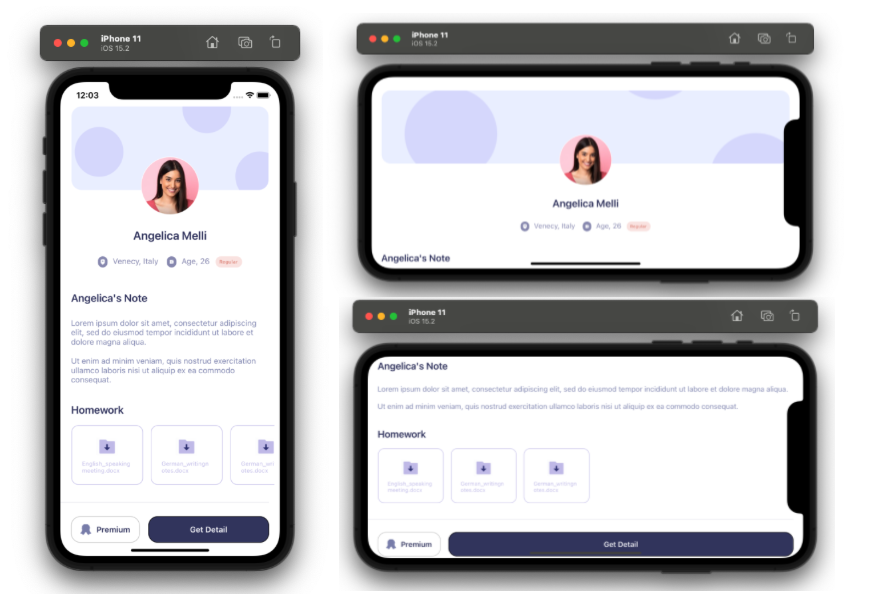 iPhone 11
iOS 15.2
12:03
Angelica Melli
Venecy, Italy
Age, 26
Regular
Angelica's Note
Lorem ipsum dolor sit amet, consectetur adipiscing
elit, sed do eiusmod tempor incididunt ut labore et
dolore magna aliqua.
Ut enim ad minim veniam, quis nostrud exercitation
ullamco laboris nisi ut aliquip ex ea commodo
consequat.
Homework
English_speaking
meeting.docx
German_writingn
sites.docx
German_wri
sites.docx
Premium
Get Detail
iPhone 11
iOS 15.2
Angelica Melli
Venecy, Italy
Age, 26
Regular
Angelica's Note
iPhone 11
iOS 15.2
Angelica's Note
Lorem ipsum dolor sit amet, consectetur adipiscing elit, sed do eiusmod tempor incididunt ut labore et dolore magna aliqua.
Ut enim ad minim veniam, quis nostrud exercitation ullamco laboris nisi ut aliquip ex ea commodo consequat.
Homework
English_speaking
meeting.docx
German_writingn
sites.docx
German_writingn
sites.docx
Premium
Get Detail